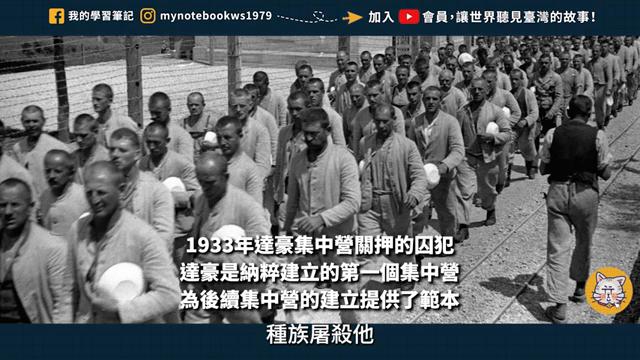 我的學習筆記 mynotebookws1979 加入 會員，讓世界聽見臺灣的故事！
1933年達豪集中營關押的囚犯
達豪是納粹建立的第一個集中營
為後續集中營的建立提供了範本
種族屠殺他